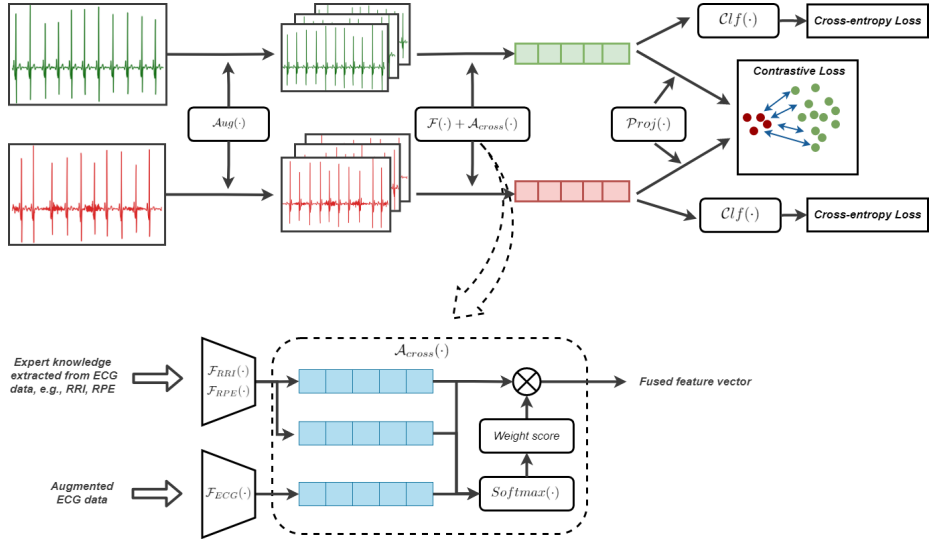 Clf(·)
Cross-entropy Loss
Contrastive Loss
Aug(·)
F(·) + A_cross(·)
Proj(·)
Clf(·)
Cross-entropy Loss
A_cross(·)
Expert knowledge
extracted from ECG
data, e.g., RRI, RPE
F_RRI(·)
F_RPE(·)
Fused feature vector
Weight score
Augmented
ECG data
F_ECG(·)
Softmax(·)